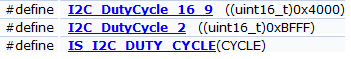 #define I2C_DutyCycle_16_9 ((uint16_t)0x4000)
#define I2C_DutyCycle_2 ((uint16_t)0xBFFF)
#define IS_I2C_DUTY_CYCLE(CYCLE)